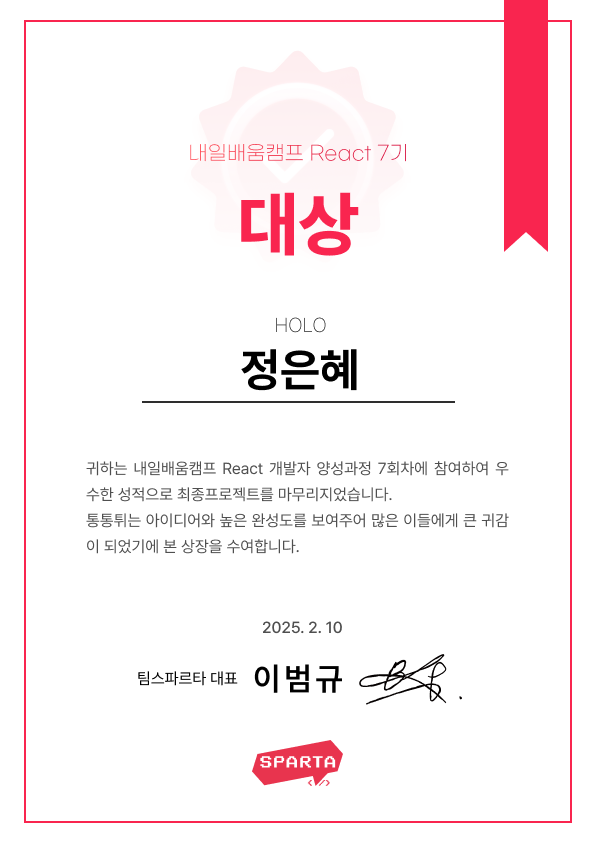 내일배움캠프 React 7기
대상
HOLO
정은혜
귀하는 내일배움캠프 React 개발자 양성과정 7회차에 참여하여 우
수한 성적으로 최종프로젝트를 마무리지었습니다.
통통튀는 아이디어와 높은 완성도를 보여주어 많은 이들에게 큰 귀감
이 되었기에 본 상장을 수여합니다.
2025. 2. 10
팀스파르타 대표 이범규
SPARTA